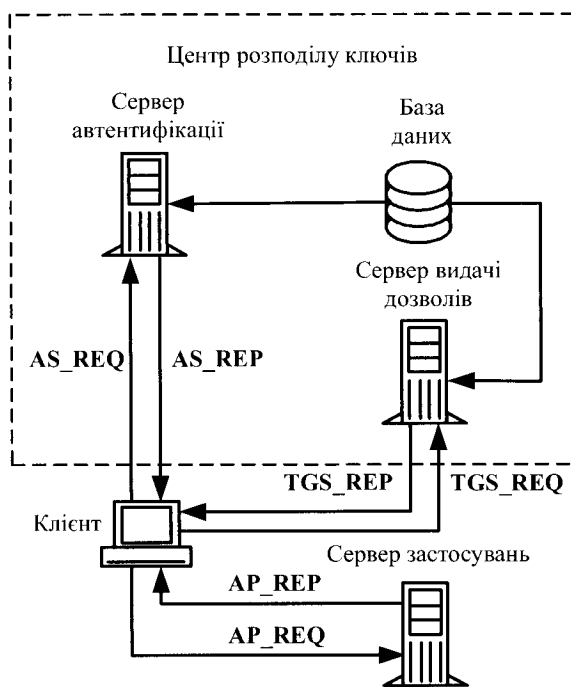 Центр розподілу ключів
Сервер
автентифікації
База
даних
Сервер видачі
дозволів
AS_REQ
AS_REP
TGS_REP
TGS_REQ
Клієнт
Сервер застосувань
AP_REP
AP_REQ